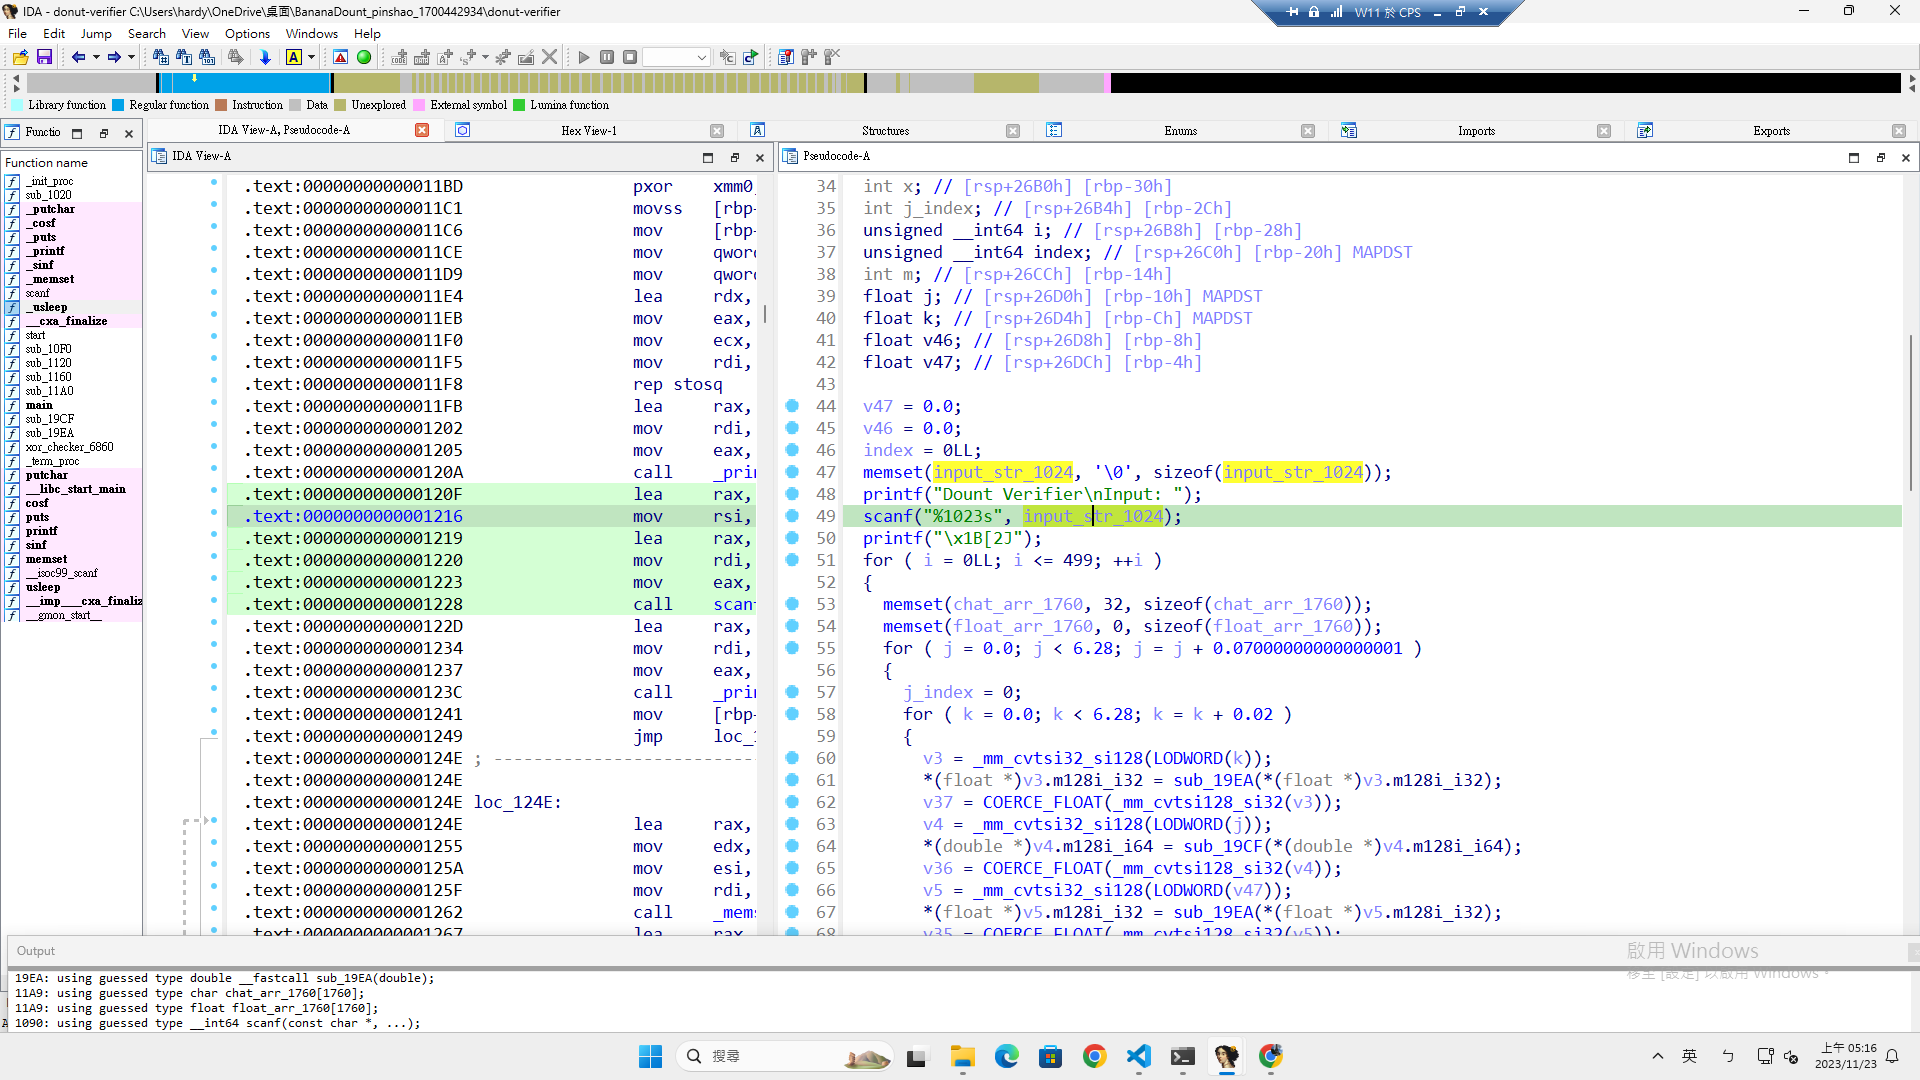 IDA - donut-verifier C:\Users\hardy\OneDrive\桌面\BananaDount_pinshao_1700442934\donut-verifier
W11 於 CPS
File Edit Jump Search View Options Windows Help
Library function Regular function Instruction Data Unexplored External symbol Lumina function
Functio
IDA View-A, Pseudocode-A
Hex View-1
Structures
Enums
Imports
Exports
Function name
_init_proc
sub_1020
_putchar
_cosf
_puts
_printf
_sinf
_memset
scanf
_usleep
__cxa_finalize
start
sub_10F0
sub_1120
sub_1160
sub_11A0
main
sub_19CF
sub_19EA
xor_checker_6860
_term_proc
putchar
__libc_start_main
cosf
puts
printf
sinf
memset
__isoc99_scanf
usleep
__imp___cxa_finaliz
__gmon_start__
IDA View-A
.text:00000000000011BD pxor xmm0
.text:00000000000011C1 movss [rbp-
.text:00000000000011C6 mov [rbp-
.text:00000000000011CE mov qword
.text:00000000000011D9 mov qword
.text:00000000000011E4 lea rdx,
.text:00000000000011EB mov eax,
.text:00000000000011F0 mov ecx,
.text:00000000000011F5 mov rdi,
.text:00000000000011F8 rep stosq
.text:00000000000011FB lea rax,
.text:0000000000001202 mov rdi,
.text:0000000000001205 mov eax,
.text:000000000000120A call _prin
.text:000000000000120F lea rax,
.text:0000000000001216 mov rsi,
.text:0000000000001219 lea rax,
.text:0000000000001220 mov rdi,
.text:0000000000001223 mov eax,
.text:0000000000001228 call scanf
.text:000000000000122D lea rax,
.text:0000000000001234 mov rdi,
.text:0000000000001237 mov eax,
.text:000000000000123C call _prin
.text:0000000000001241 mov [rbp-
.text:0000000000001249 jmp loc_1
.text:000000000000124E ; ---------------------------
.text:000000000000124E
.text:000000000000124E loc_124E:
.text:000000000000124E lea rax,
.text:0000000000001255 mov edx,
.text:000000000000125A mov esi,
.text:000000000000125F mov rdi,
.text:0000000000001262 call _mems
.text:0000000000001267 lea rax
Pseudocode-A
34 int x; // [rsp+26B0h] [rbp-30h]
35 int j_index; // [rsp+26B4h] [rbp-2Ch]
36 unsigned __int64 i; // [rsp+26B8h] [rbp-28h]
37 unsigned __int64 index; // [rsp+26C0h] [rbp-20h] MAPDST
38 int m; // [rsp+26CCh] [rbp-14h]
39 float j; // [rsp+26D0h] [rbp-10h] MAPDST
40 float k; // [rsp+26D4h] [rbp-Ch] MAPDST
41 float v46; // [rsp+26D8h] [rbp-8h]
42 float v47; // [rsp+26DCh] [rbp-4h]
43
44 v47 = 0.0;
45 v46 = 0.0;
46 index = 0LL;
47 memset(input_str_1024, '\0', sizeof(input_str_1024));
48 printf("Dount Verifier\nInput: ");
49 scanf("%1023s", input_str_1024);
50 printf("\x1B[2J");
51 for ( i = 0LL; i <= 499; ++i )
52 {
53 memset(chat_arr_1760, 32, sizeof(chat_arr_1760));
54 memset(float_arr_1760, 0, sizeof(float_arr_1760));
55 for ( j = 0.0; j < 6.28; j = j + 0.07000000000000001 )
56 {
57 j_index = 0;
58 for ( k = 0.0; k < 6.28; k = k + 0.02 )
59 {
60 v3 = _mm_cvtsi32_si128(LODWORD(k));
61 *(float *)v3.m128i_i32 = sub_19EA(*(float *)v3.m128i_i32);
62 v37 = COERCE_FLOAT(_mm_cvtsi128_si32(v3));
63 v4 = _mm_cvtsi32_si128(LODWORD(j));
64 *(double *)v4.m128i_i64 = sub_19CF(*(double *)v4.m128i_i64);
65 v36 = COERCE_FLOAT(_mm_cvtsi128_si32(v4));
66 v5 = _mm_cvtsi32_si128(LODWORD(v47));
67 *(float *)v5.m128i_i32 = sub_19EA(*(float *)v5.m128i_i32);
68 v35 = COERCE_FLOAT(_mm_cvtsi128_si32(v5));
Output
啟用 Windows
移至 [設定] 以啟用 Windows。
19EA: using guessed type double __fastcall sub_19EA(double);
11A9: using guessed type char chat_arr_1760[1760];
11A9: using guessed type float float_arr_1760[1760];
1090: using guessed type __int64 scanf(const char *, ...);
搜尋
英
ㄅ
上午 05:16
2023/11/23